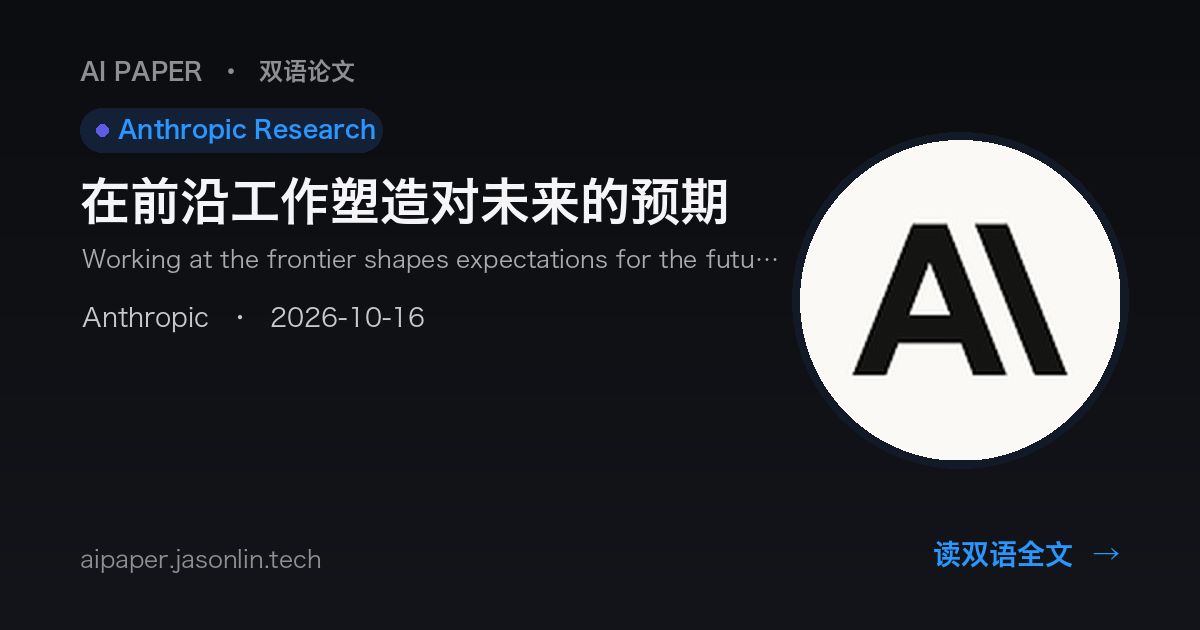 AI PAPER · 双语论文
Anthropic Research
在前沿工作塑造对未来的预期
Working at the frontier shapes expectations for the futu…
Anthropic · 2026-10-16
AI
aipaper.jasonlin.tech
读双语全文 →